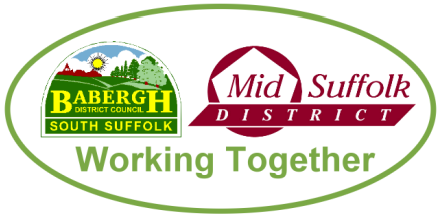 BABERGH
DISTRICT COUNCIL
SOUTH SUFFOLK
Mid Suffolk
DISTRICT
Working Together